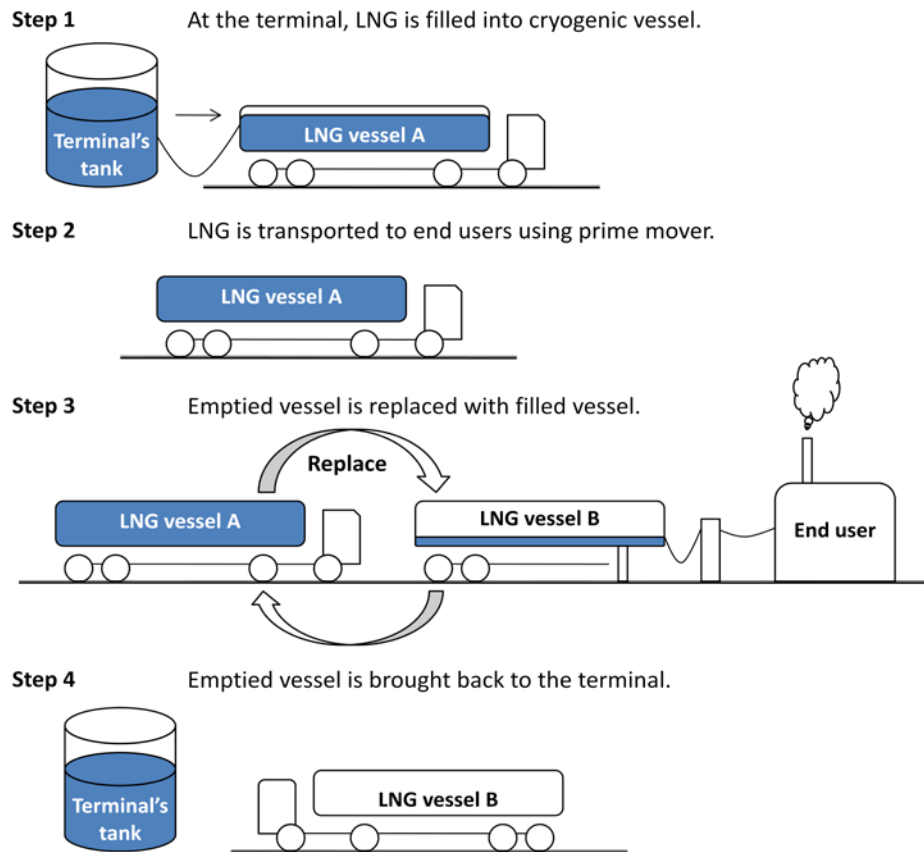 Step 1 At the terminal, LNG is filled into cryogenic vessel.
Terminal's
tank
LNG vessel A
Step 2 LNG is transported to end users using prime mover.
LNG vessel A
Step 3 Emptied vessel is replaced with filled vessel.
Replace
LNG vessel A
LNG vessel B
End user
Step 4 Emptied vessel is brought back to the terminal.
Terminal's
tank
LNG vessel B